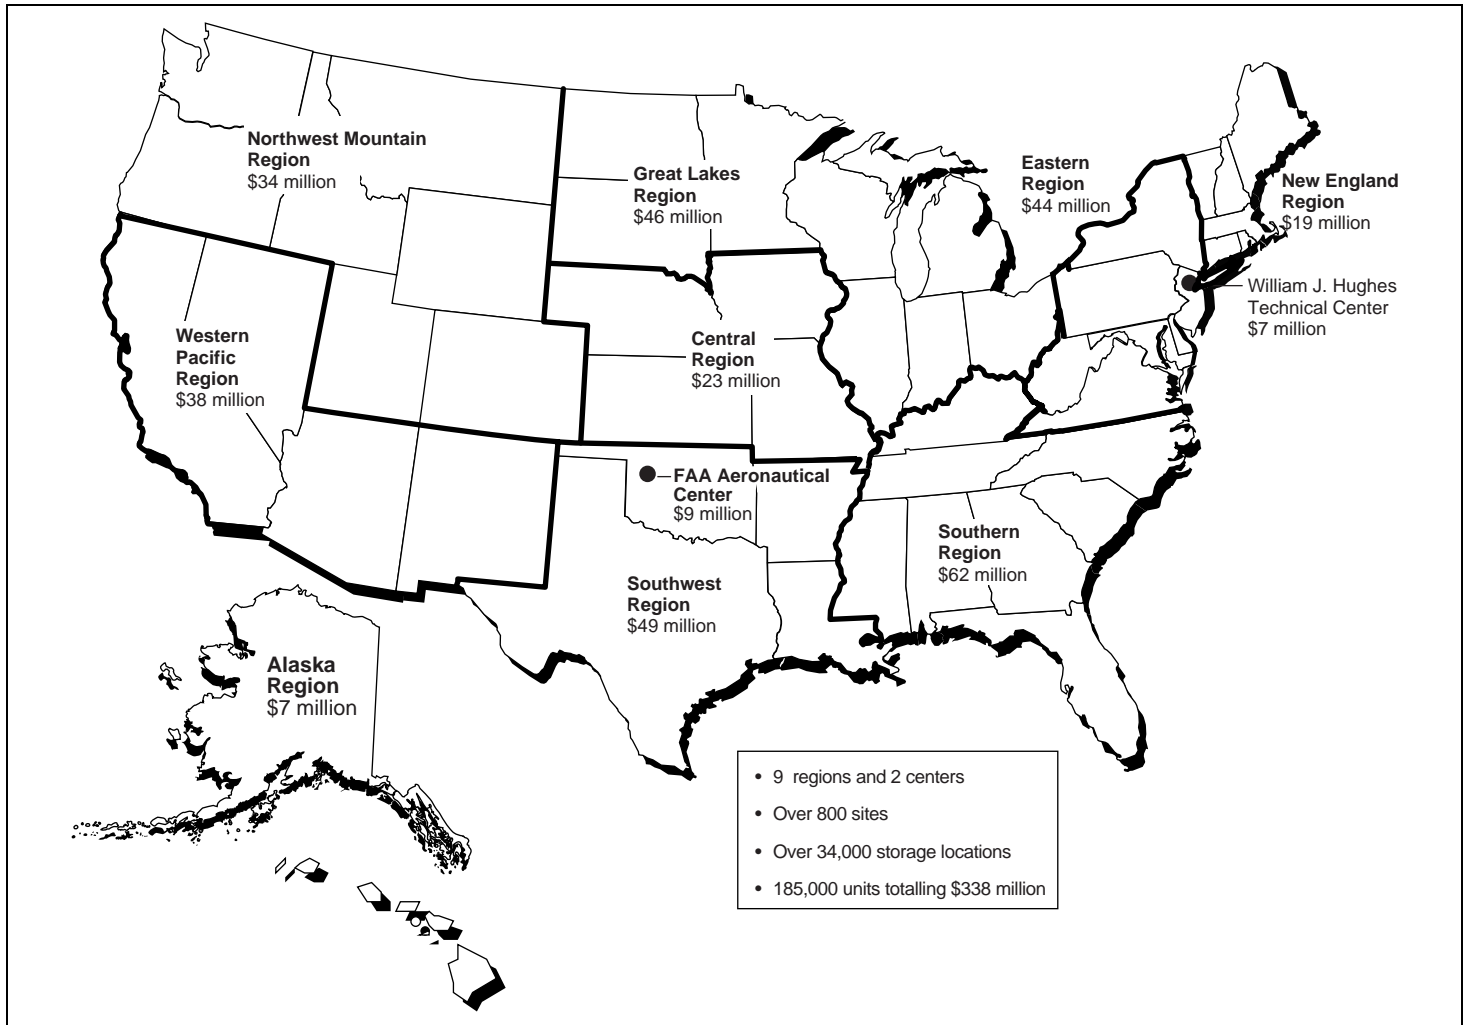 Northwest Mountain
Region
$34 million
Great Lakes
Region
$46 million
Eastern
Region
$44 million
New England
Region
$19 million
William J. Hughes
Technical Center
$7 million
Western
Pacific
Region
$38 million
Central
Region
$23 million
FAA Aeronautical
Center
$9 million
Southern
Region
$62 million
Southwest
Region
$49 million
Alaska
Region
$7 million
• 9 regions and 2 centers
• Over 800 sites
• Over 34,000 storage locations
• 185,000 units totalling $338 million